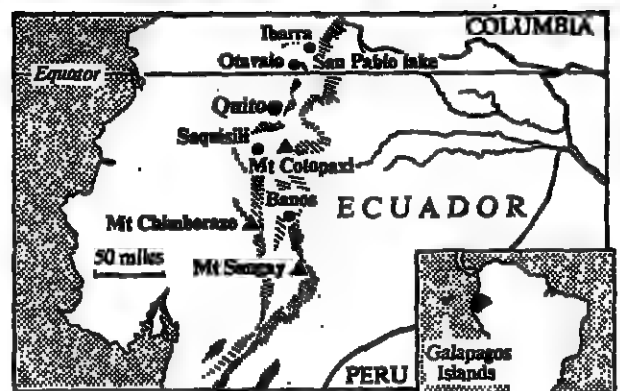 COLUMBIA
Ibarra
Otavalo San Pablo lake
Equator
Quito
Saquisili
Mt Cotopaxi
Banos
ECUADOR
Mt Chimborazo
50 miles
Mt Sangay
PERU
Galapagos
Islands